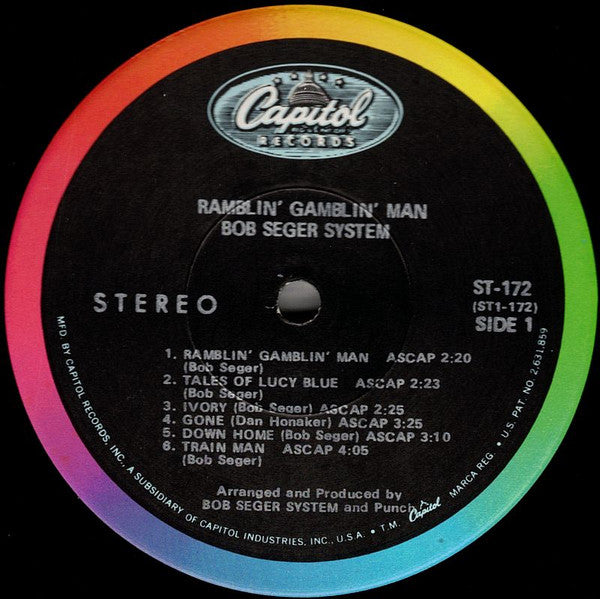 Capitol
RECORDS
RAMBLIN' GAMBLIN' MAN
BOB SEGER SYSTEM
STEREO
ST-172
(ST1-172)
SIDE 1
1. RAMBLIN' GAMBLIN' MAN ASCAP 2:20
(Bob Seger)
2. TALES OF LUCY BLUE ASCAP 2:23
(Bob Seger)
3. IVORY (Bob Seger) ASCAP 2:25
4. GONE (Dan Honaker) ASCAP 3:25
5. DOWN HOME (Bob Seger) ASCAP 3:10
6. TRAIN MAN ASCAP 4:05
(Bob Seger)
Arranged and Produced by
BOB SEGER SYSTEM and Punch
MFD. BY CAPITOL RECORDS, INC., A SUBSIDIARY OF CAPITOL INDUSTRIES, INC., U.S.A. • T.M. Capitol MARCA REG. • U.S. PAT. NO. 2,631,859